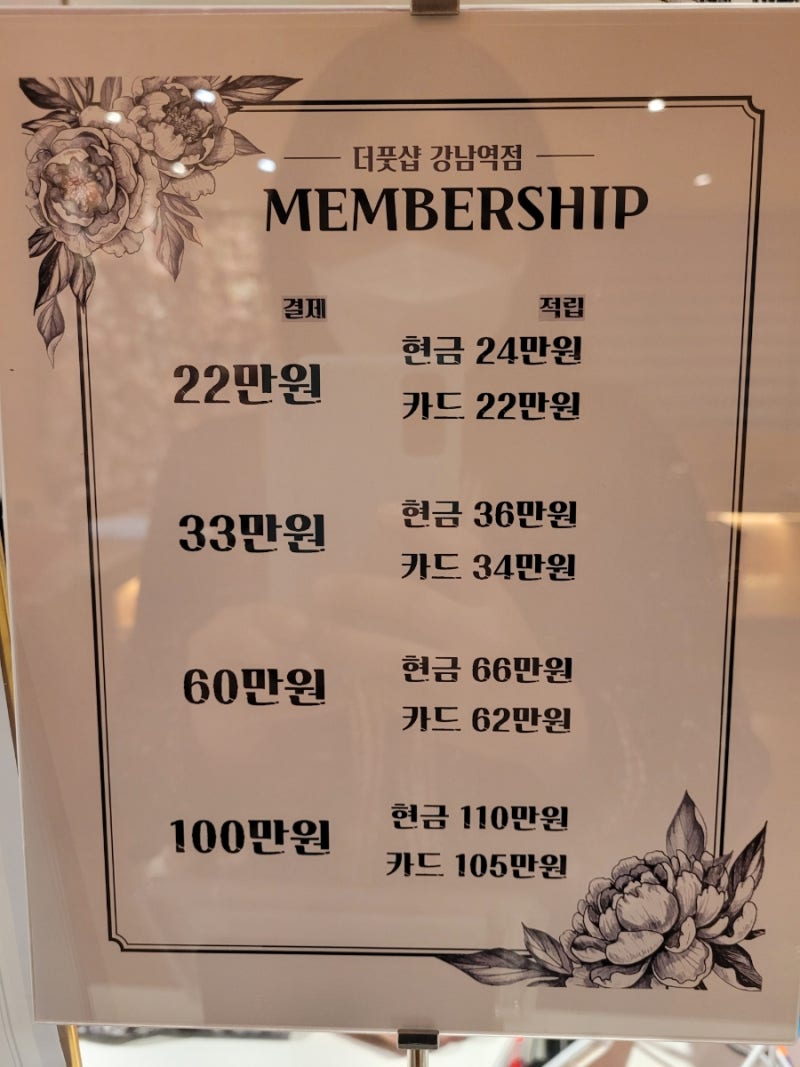 더풋샵 강남역점
MEMBERSHIP
결제 적립
22만원
현금 24만원
카드 22만원
33만원
현금 36만원
카드 34만원
60만원
현금 66만원
카드 62만원
100만원
현금 110만원
카드 105만원